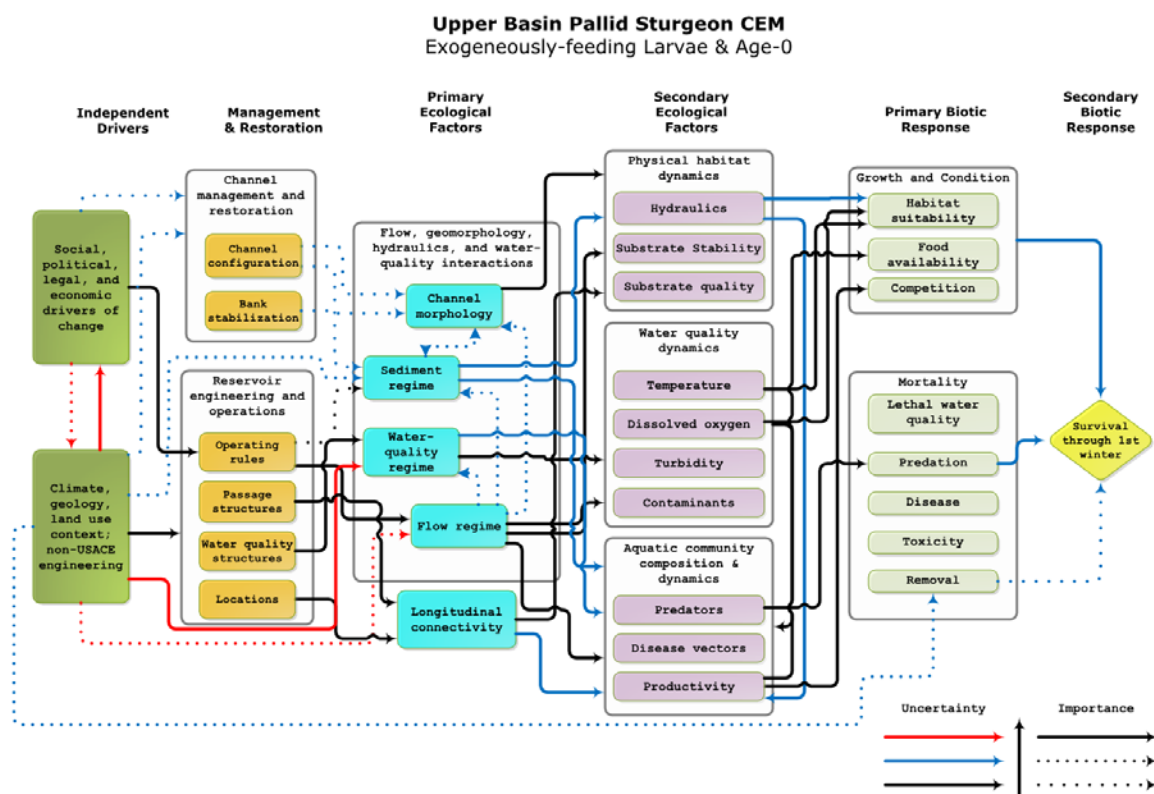 Upper Basin Pallid Sturgeon CEM
Exogeneously-feeding Larvae & Age-0
Independent
Drivers
Management
& Restoration
Primary
Ecological
Factors
Secondary
Ecological
Factors
Primary Biotic
Response
Secondary
Biotic
Response
Social,
political,
legal, and
economic
drivers of
change
Climate,
geology,
land use
context;
non-USACE
engineering
Channel
management and
restoration
Channel
configuration
Bank
stabilization
Reservoir
engineering and
operations
Operating
rules
Passage
structures
Water quality
structures
Locations
Flow, geomorphology,
hydraulics, and water-
quality interactions
Channel
morphology
Sediment
regime
Water-
quality regime
Flow regime
Longitudinal
connectivity
Physical habitat
dynamics
Hydraulics
Substrate Stability
Substrate quality
Water quality
dynamics
Temperature
Dissolved oxygen
Turbidity
Contaminants
Aquatic community
composition &
dynamics
Predators
Disease vectors
Productivity
Growth and Condition
Habitat
suitability
Food
availability
Competition
Mortality
Lethal water
quality
Predation
Disease
Toxicity
Removal
Survival
through 1st
winter
Uncertainty
Importance